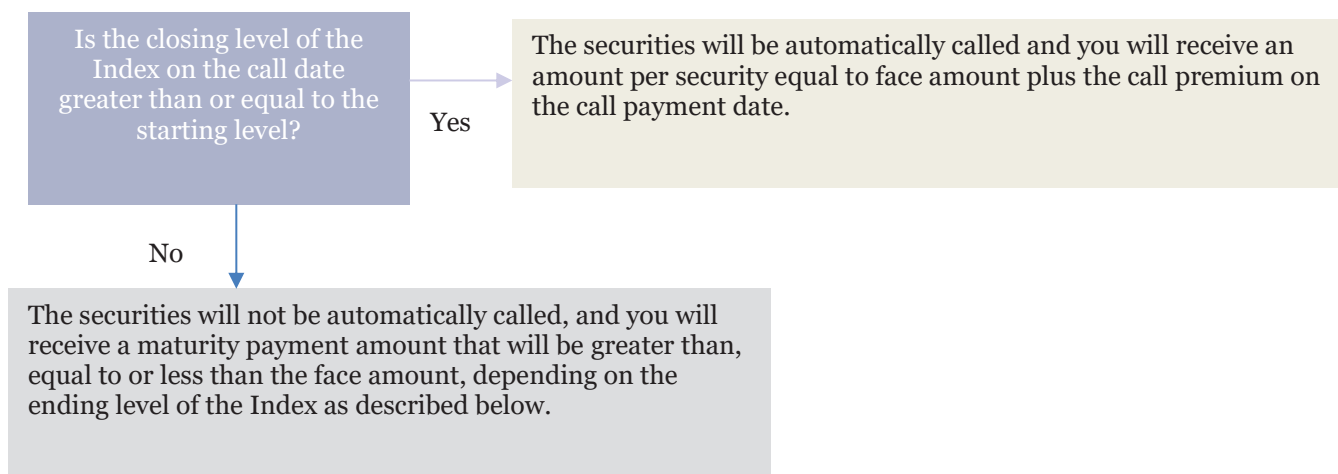 Is the closing level of the
Index on the call date
greater than or equal to the
starting level?
Yes
The securities will be automatically called and you will receive an
amount per security equal to face amount plus the call premium on
the call payment date.
No
The securities will not be automatically called, and you will
receive a maturity payment amount that will be greater than,
equal to or less than the face amount, depending on the
ending level of the Index as described below.